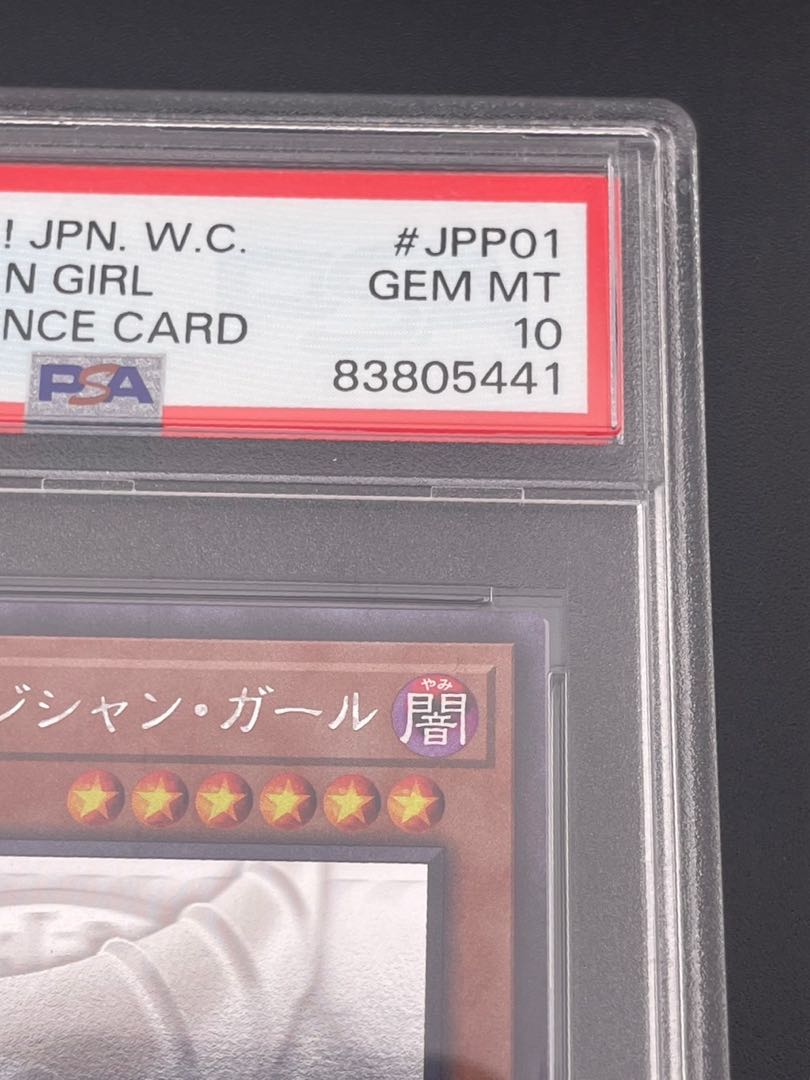 ! JPN. W.C. #JPP01
N GIRL GEM MT
NCE CARD 10
PSA 83805441
ジシャン・ガール
やみ
闇